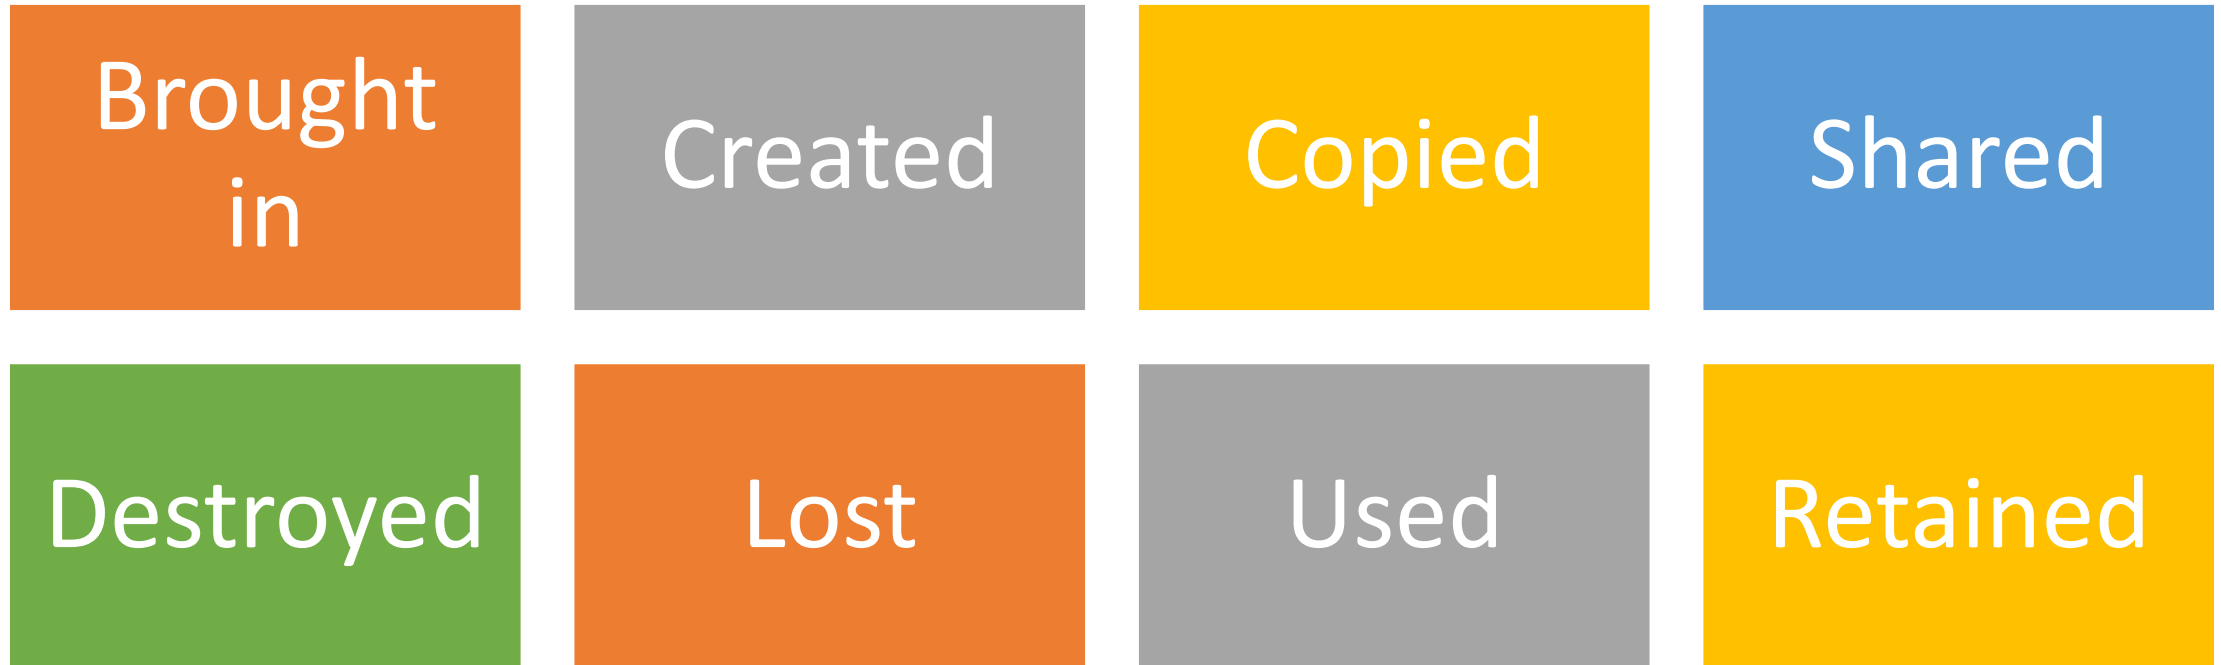 Brought
in
Created
Copied
Shared
Destroyed
Lost
Used
Retained